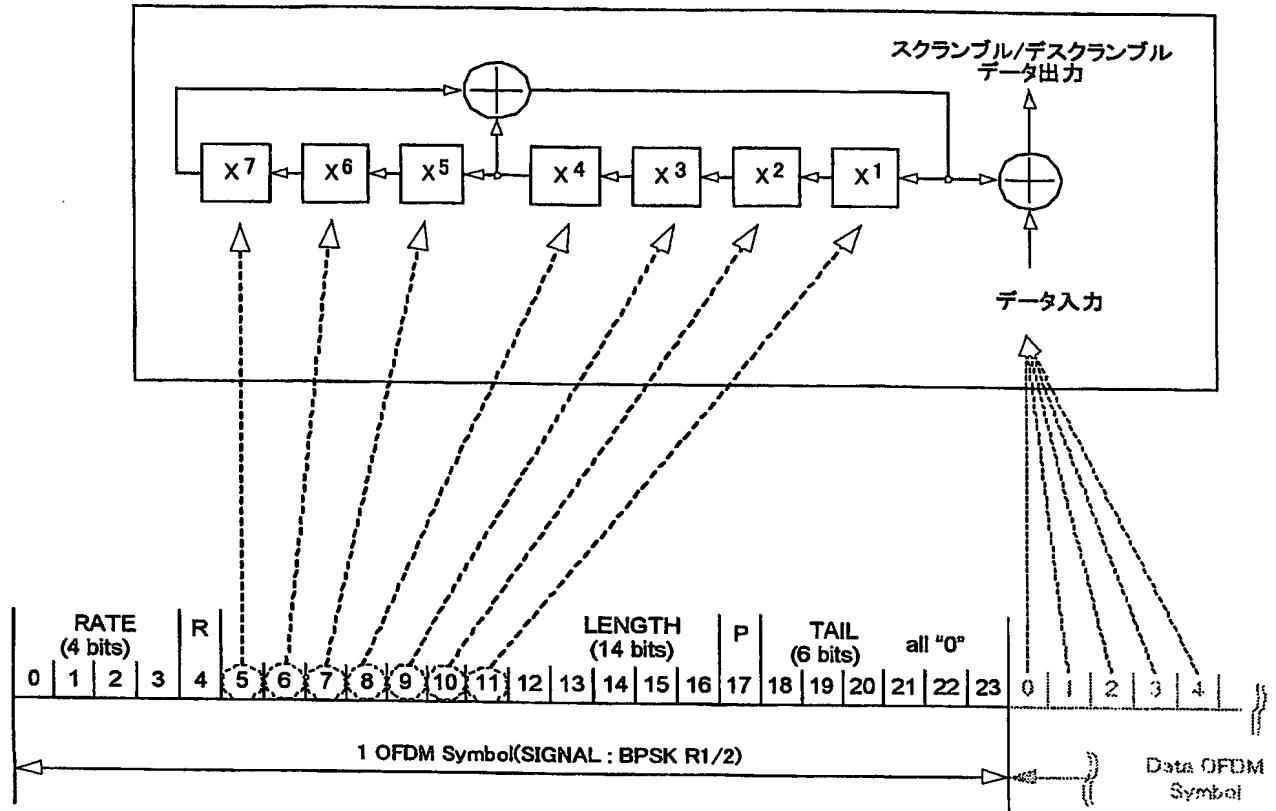 スクランブル/デスクランブル
データ出力
X7 X6 X5 X4 X3 X2 X1
データ入力
RATE
(4 bits)
R
LENGTH
(14 bits)
P
TAIL
(6 bits)
all "0"
0 1 2 3 4 5 6 7 8 9 10 11 12 13 14 15 16 17 18 19 20 21 22 23 0 1 2 3 4
1 OFDM Symbol(SIGNAL : BPSK R1/2)
Data OFDM
Symbol